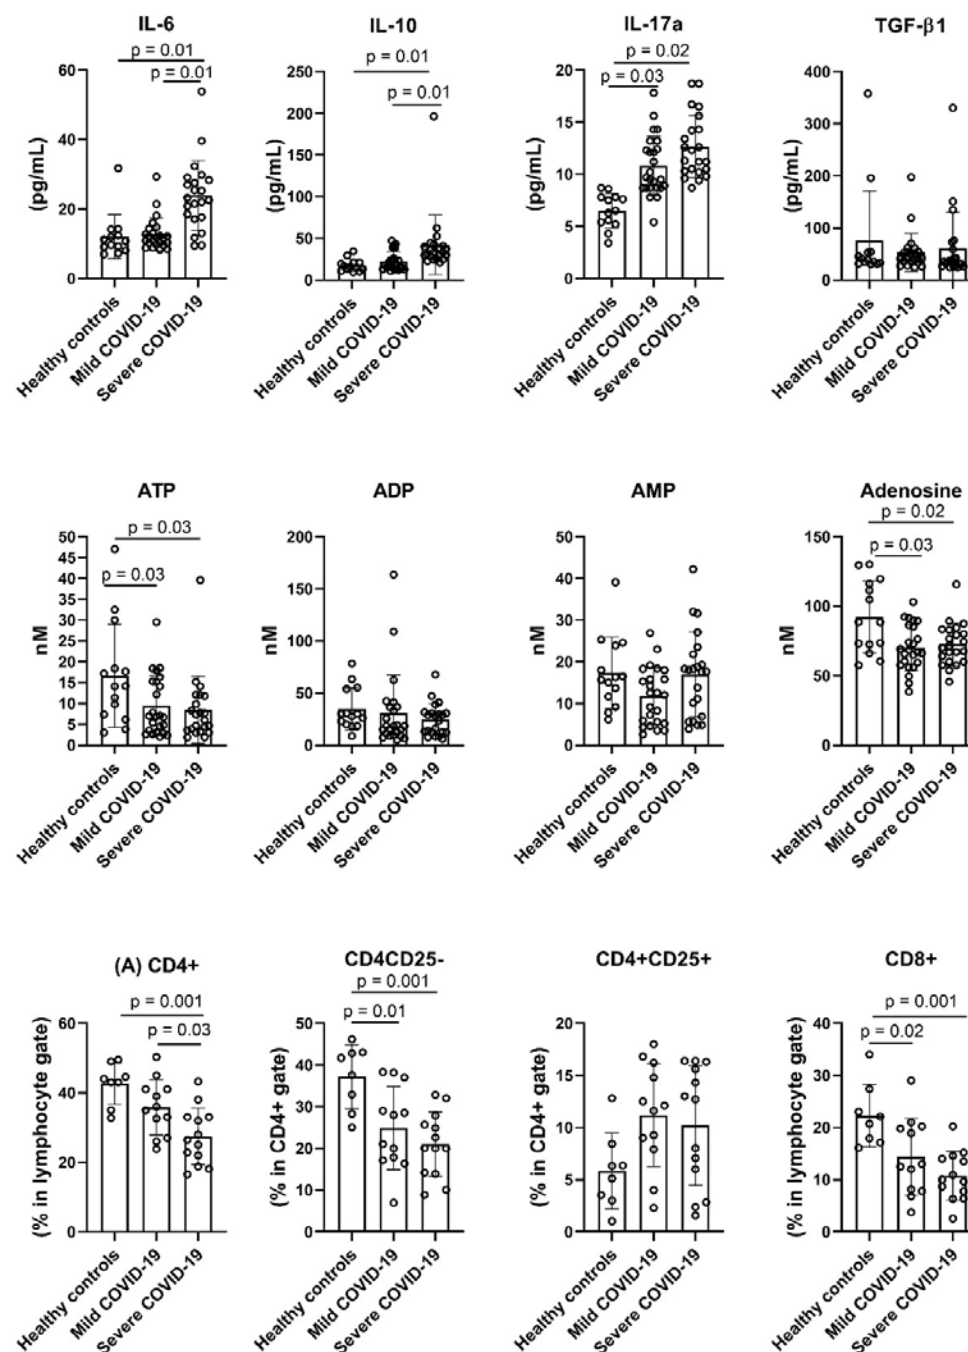 IL-6
p = 0.01
p = 0.01
60
40
20
0
(pg/mL)
Healthy controls
Mild COVID-19
Severe COVID-19
IL-10
p = 0.01
p = 0.01
250
200
150
100
50
0
(pg/mL)
Healthy controls
Mild COVID-19
Severe COVID-19
IL-17a
p = 0.02
p = 0.03
20
15
10
5
0
(pg/mL)
Healthy controls
Mild COVID-19
Severe COVID-19
TGF-β1
400
300
200
100
0
(pg/mL)
Healthy controls
Mild COVID-19
Severe COVID-19
ATP
p = 0.03
p = 0.03
50
45
40
35
30
25
20
15
10
5
0
nM
Healthy controls
Mild COVID-19
Severe COVID-19
ADP
200
150
100
50
0
nM
Healthy controls
Mild COVID-19
Severe COVID-19
AMP
50
40
30
20
10
0
nM
Healthy controls
Mild COVID-19
Severe COVID-19
Adenosine
p = 0.02
p = 0.03
150
100
50
0
nM
Healthy controls
Mild COVID-19
Severe COVID-19
(A) CD4+
p = 0.001
p = 0.03
60
40
20
0
(% in lymphocyte gate)
Healthy controls
Mild COVID-19
Severe COVID-19
CD4CD25-
p = 0.001
p = 0.01
50
40
30
20
10
0
(% in CD4+ gate)
Healthy controls
Mild COVID-19
Severe COVID-19
CD4+CD25+
20
15
10
5
0
(% in CD4+ gate)
Healthy controls
Mild COVID-19
Severe COVID-19
CD8+
p = 0.001
p = 0.02
40
30
20
10
0
(% in lymphocyte gate)
Healthy controls
Mild COVID-19
Severe COVID-19